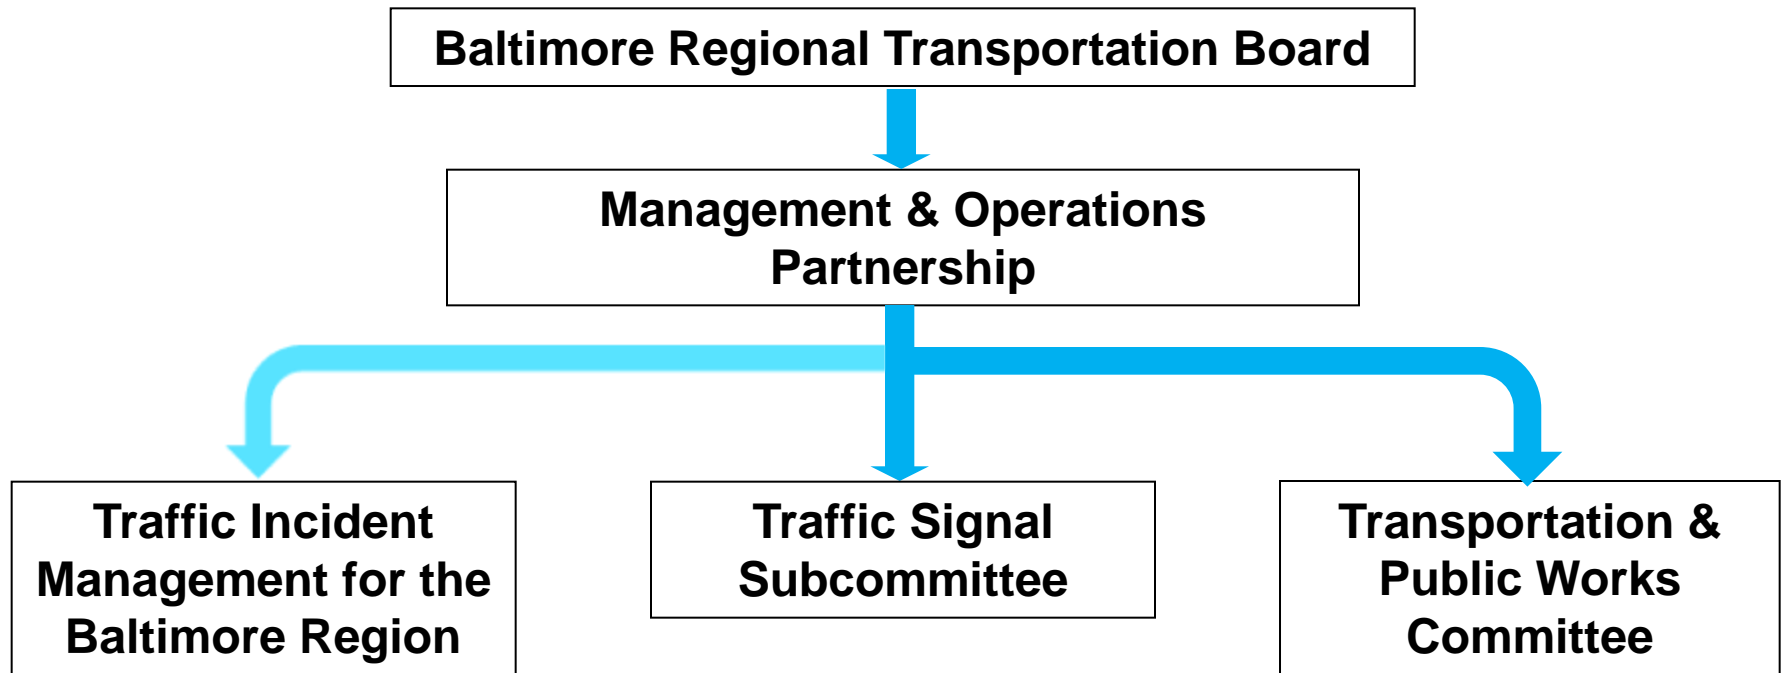 Baltimore Regional Transportation Board
Management & Operations
Partnership
Traffic Incident
Management for the
Baltimore Region
Traffic Signal
Subcommittee
Transportation &
Public Works
Committee